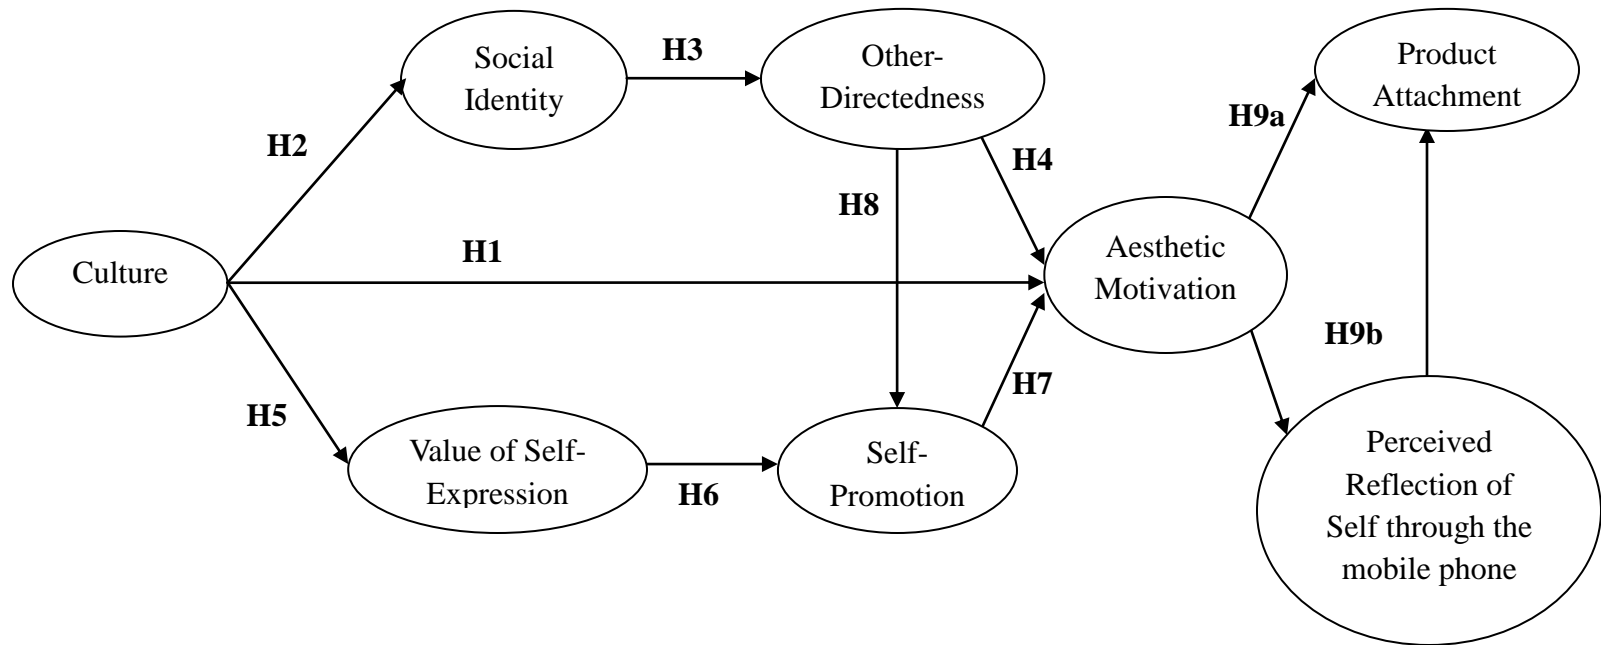 Social
Identity
H3
Other-
Directedness
Product
Attachment
H9a
H2
H4
H8
H1
Culture
Aesthetic
Motivation
H9b
H7
H5
Value of Self-
Expression
H6
Self-
Promotion
Perceived
Reflection of
Self through the
mobile phone